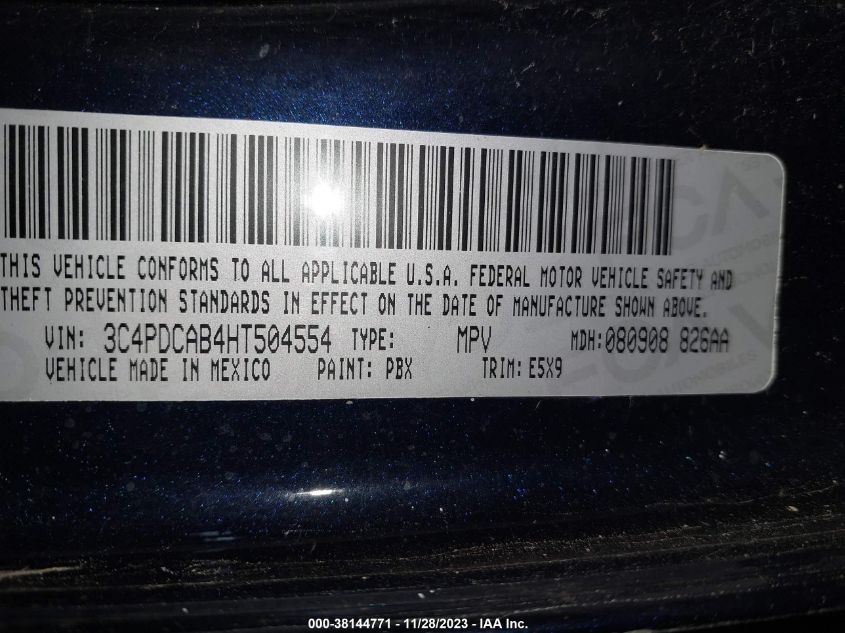 THIS VEHICLE CONFORMS TO ALL APPLICABLE U.S.A. FEDERAL MOTOR VEHICLE SAFETY AND
THEFT PREVENTION STANDARDS IN EFFECT ON THE DATE OF MANUFACTURE SHOWN ABOVE.
VIN: 3C4PDCAB4HT504554 TYPE: MPV MDH:080908 826AA
VEHICLE MADE IN MEXICO PAINT: PBX TRIM: E5X9
000-38144771 - 11/28/2023 - IAA Inc.